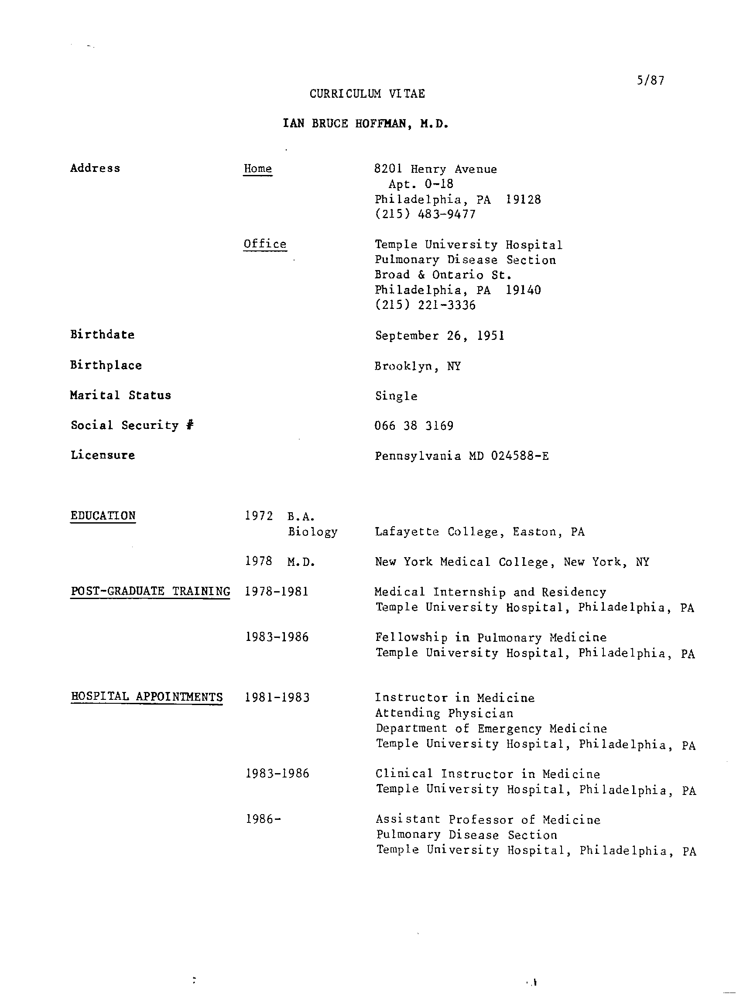 5/87
CURRICULUM VITAE
IAN BRUCE HOFFMAN, M.D.
Address Home 8201 Henry Avenue
Apt. O-18
Philadelphia, PA 19128
(215) 483-9477
Office Temple University Hospital
Pulmonary Disease Section
Broad & Ontario St.
Philadelphia, PA 19140
(215) 221-3336
Birthdate September 26, 1951
Birthplace Brooklyn, NY
Marital Status Single
Social Security # 066 38 3169
Licensure Pennsylvania MD 024588-E
EDUCATION 1972 B.A.
Biology Lafayette College, Easton, PA
1978 M.D. New York Medical College, New York, NY
POST-GRADUATE TRAINING 1978-1981 Medical Internship and Residency
Temple University Hospital, Philadelphia, PA
1983-1986 Fellowship in Pulmonary Medicine
Temple University Hospital, Philadelphia, PA
HOSPITAL APPOINTMENTS 1981-1983 Instructor in Medicine
Attending Physician
Department of Emergency Medicine
Temple University Hospital, Philadelphia, PA
1983-1986 Clinical Instructor in Medicine
Temple University Hospital, Philadelphia, PA
1986- Assistant Professor of Medicine
Pulmonary Disease Section
Temple University Hospital, Philadelphia, PA